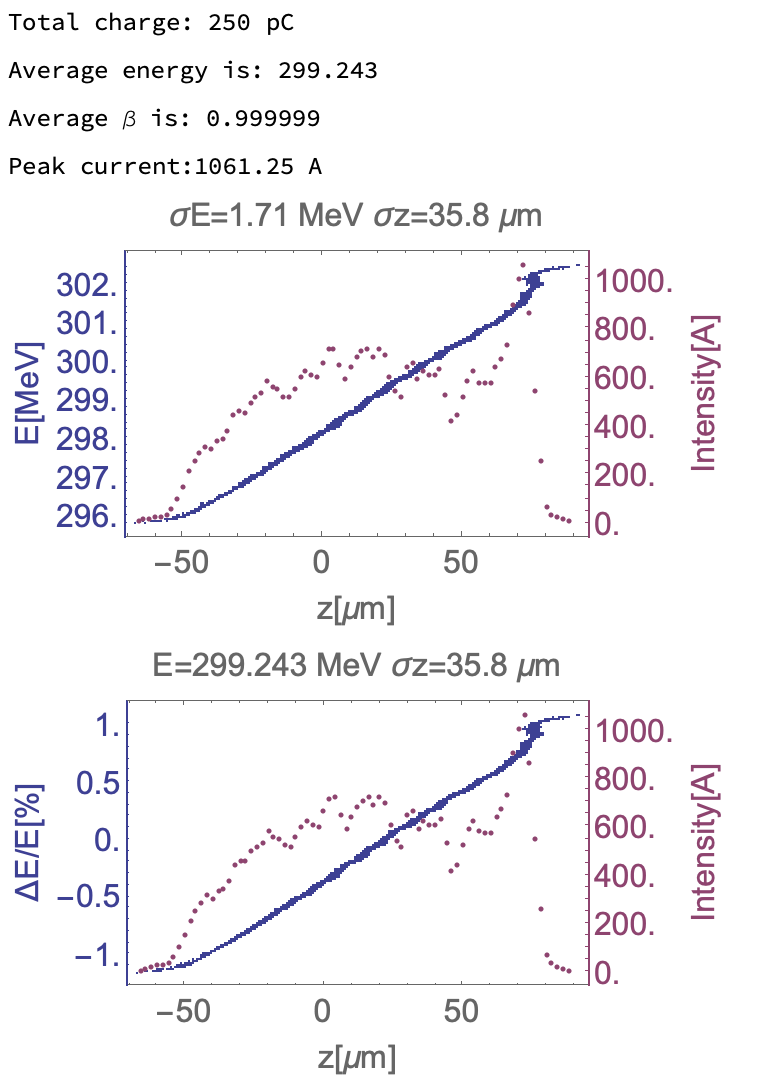 Total charge: 250 pC
Average energy is: 299.243
Average β is: 0.999999
Peak current:1061.25 A
σE=1.71 MeV σz=35.8 μm
302.
301.
300.
299.
298.
297.
296.
E[MeV]
1000.
800.
600.
400.
200.
0.
Intensity[A]
−50 0 50
z[μm]
E=299.243 MeV σz=35.8 μm
1.
0.5
0.
−0.5
−1.
ΔE/E[%]
1000.
800.
600.
400.
200.
0.
Intensity[A]
−50 0 50
z[μm]